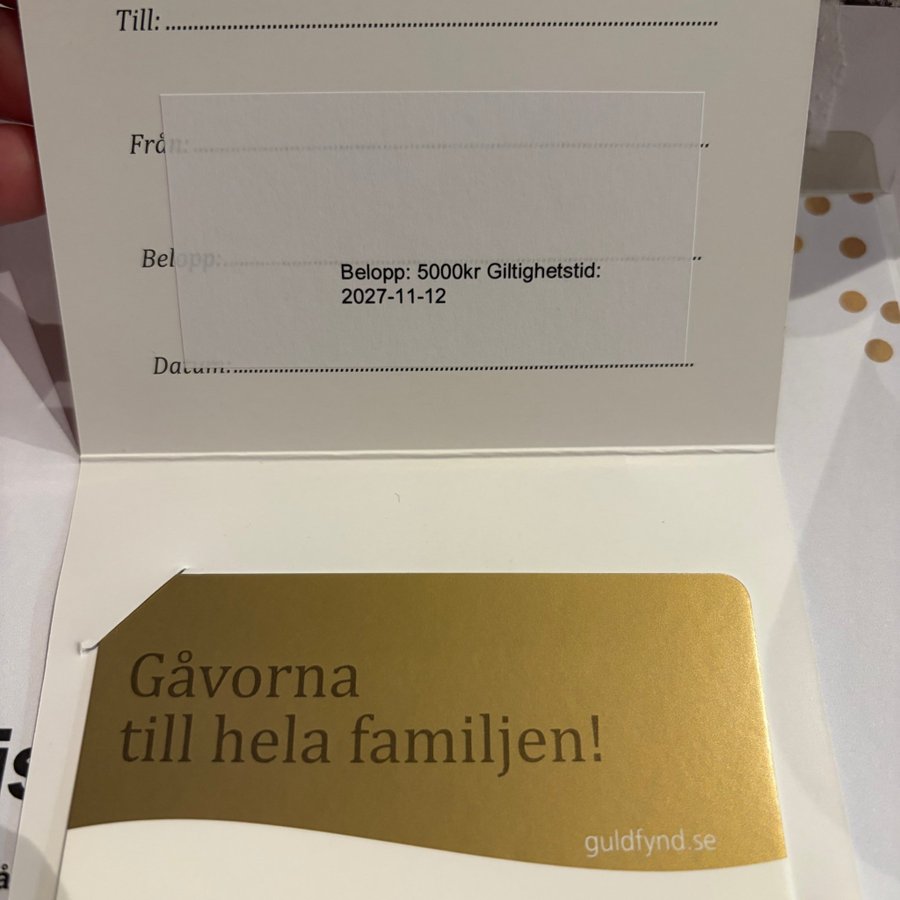 Till:
Från:
Belopp:
Belopp: 5000kr Giltighetstid:
2027-11-12
Datum:
Gåvorna
till hela familjen!
guldfynd.se